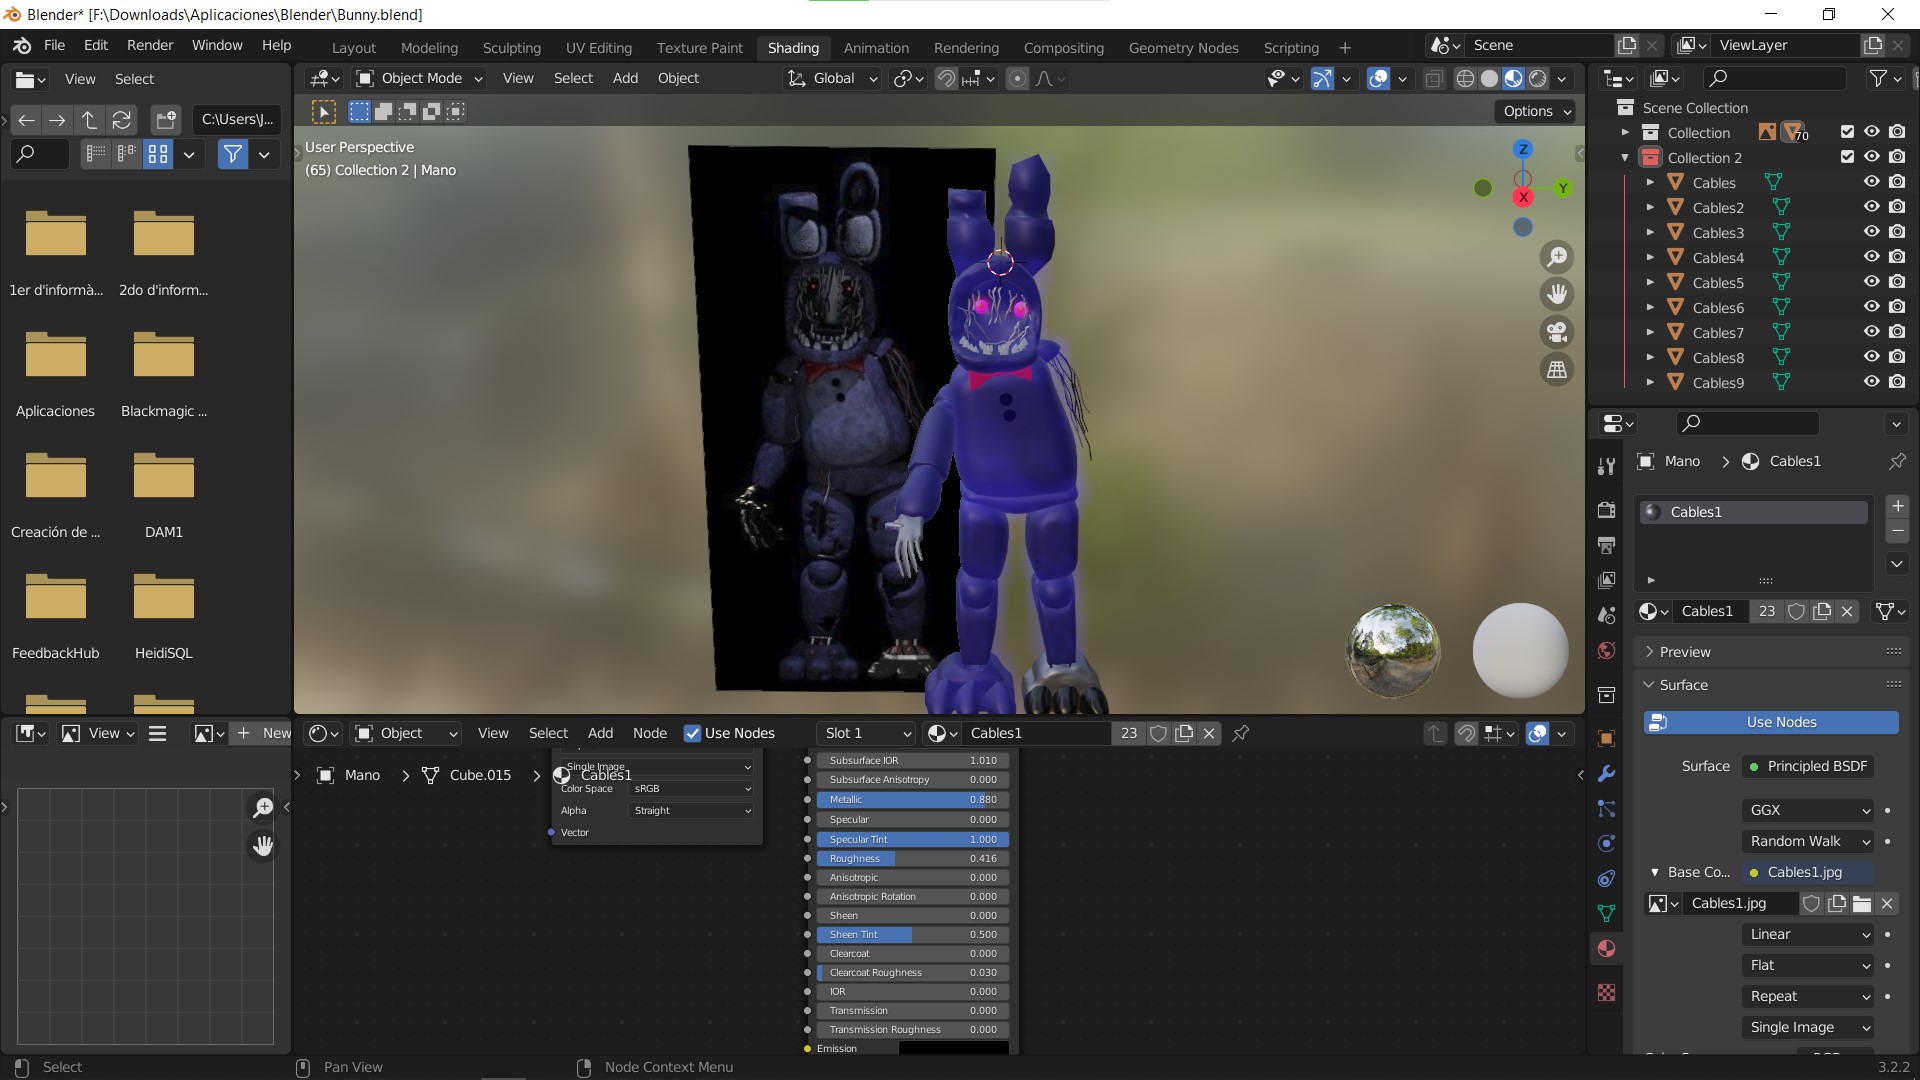 Blender* [F:\Downloads\Aplicaciones\Blender\Bunny.blend]
File Edit Render Window Help
Layout Modeling Sculpting UV Editing Texture Paint Shading Animation Rendering Compositing Geometry Nodes Scripting +
Scene
ViewLayer
View Select
Object Mode View Select Add Object
Global
C:\Users\J...
Options
User Perspective
(65) Collection 2 | Mano
Z
Y
X
1er d'informà...
2do d'inform...
Aplicaciones
Blackmagic ...
Creación de ...
DAM1
FeedbackHub
HeidiSQL
Scene Collection
Collection
70
Collection 2
Cables
Cables2
Cables3
Cables4
Cables5
Cables6
Cables7
Cables8
Cables9
Mano > Cables1
Cables1
Cables1 23
Preview
Surface
Use Nodes
Surface Principled BSDF
GGX
Random Walk
Base Co... Cables1.jpg
Cables1.jpg
Linear
Flat
Repeat
Single Image
View
+ New
Object View Select Add Node Use Nodes Slot 1 Cables1 23
Mano > Cube.015 > Cables1
Single Image
Color Space sRGB
Alpha Straight
Vector
Subsurface IOR 1.010
Subsurface Anisotropy 0.000
Metallic 0.880
Specular 0.000
Specular Tint 1.000
Roughness 0.416
Anisotropic 0.000
Anisotropic Rotation 0.000
Sheen 0.000
Sheen Tint 0.500
Clearcoat 0.000
Clearcoat Roughness 0.030
IOR 0.000
Transmission 0.000
Transmission Roughness 0.000
Emission
Select
Pan View
Node Context Menu
3.2.2